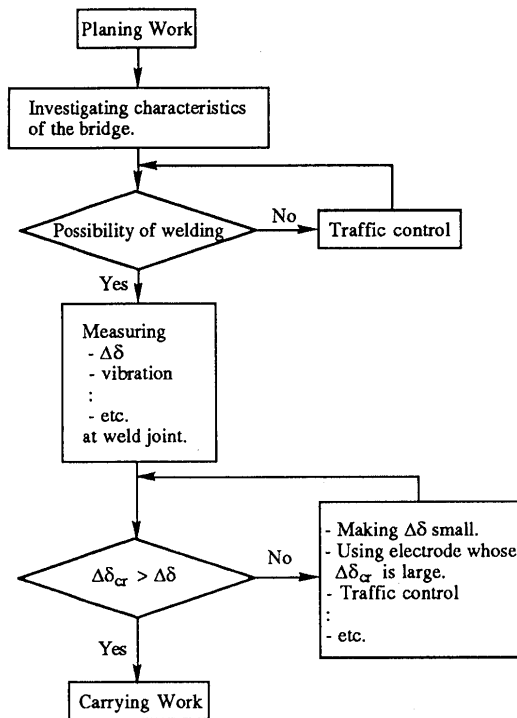 Planing Work
Investigating characteristics
of the bridge.
Possibility of welding
No
Traffic control
Yes
Measuring
- Δδ
- vibration
:
- etc.
at weld joint.
Δδcr > Δδ
No
- Making Δδ small.
- Using electrode whose
Δδcr is large.
- Traffic control
:
- etc.
Yes
Carrying Work